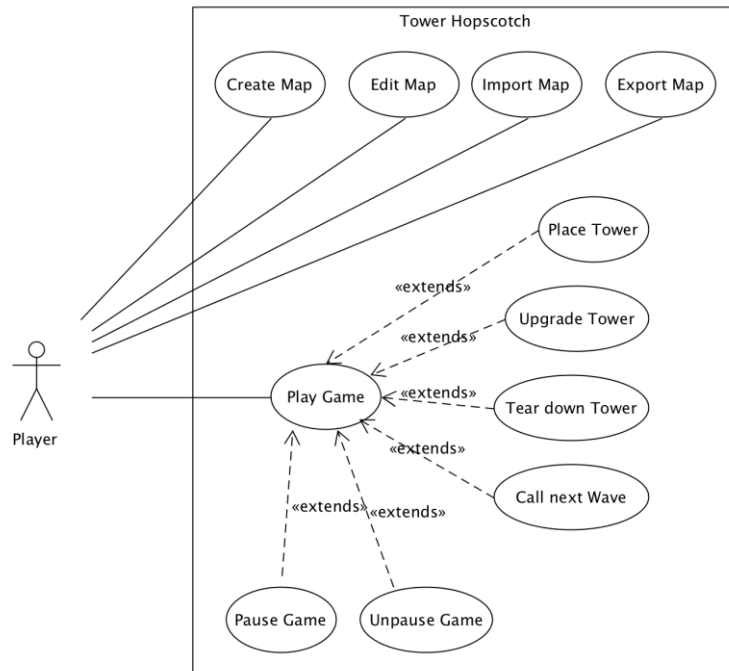 Tower Hopscotch
Create Map
Edit Map
Import Map
Export Map
Place Tower
«extends»
Upgrade Tower
«extends»
Play Game
«extends»
Tear down Tower
Player
«extends»
Call next Wave
«extends»
«extends»
Pause Game
Unpause Game